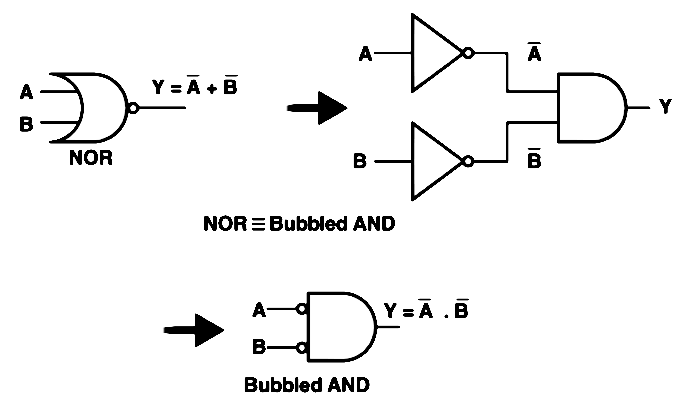 A
B
Y = A̅ + B̅
NOR
A
A̅
B
B̅
Y
NOR ≡ Bubbled AND
A
B
Y = A̅ . B̅
Bubbled AND